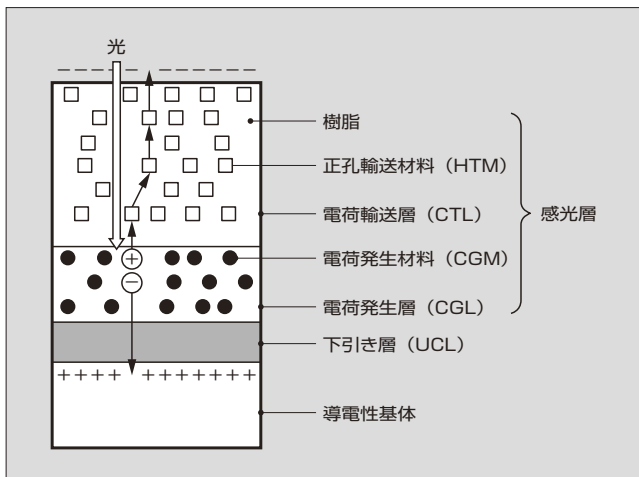 光
樹脂
正孔輸送材料（HTM）
電荷輸送層（CTL）
感光層
電荷発生材料（CGM）
電荷発生層（CGL）
下引き層（UCL）
導電性基体